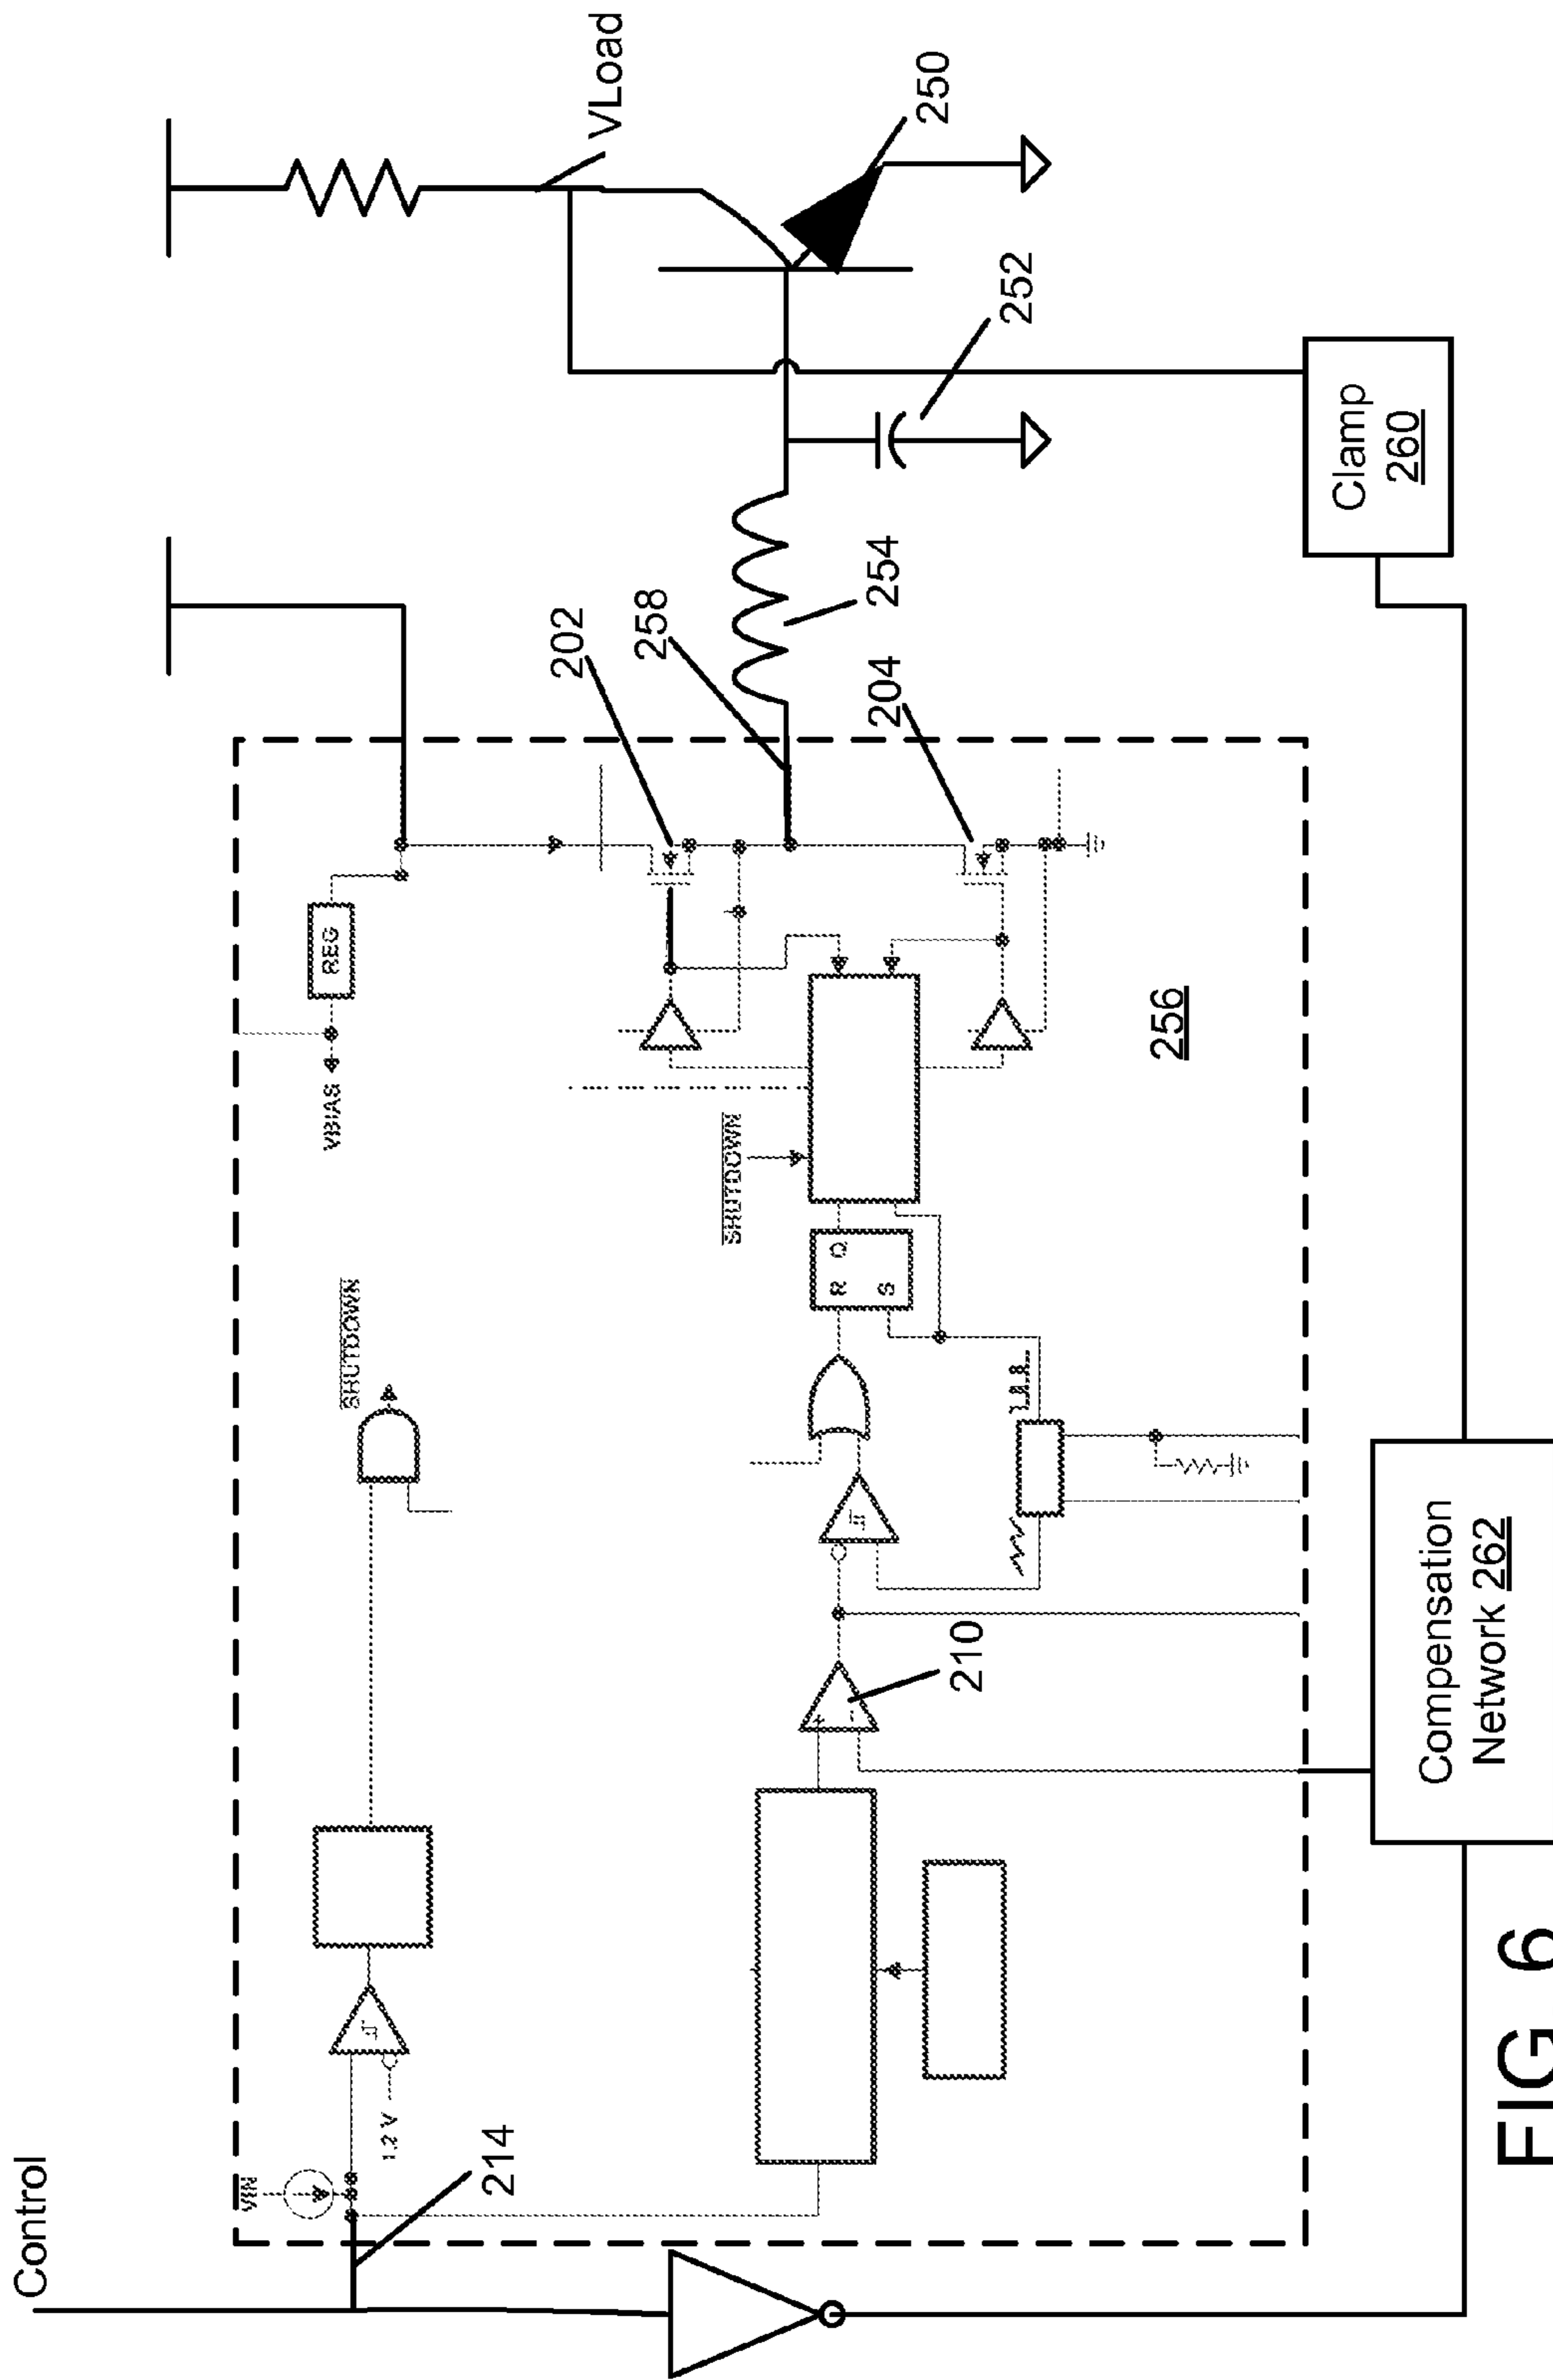 Control
VIN
214
1.2 V
SHUTDOWN
VBIAS
REG
202
258
204
254
252
250
VLoad
SHUTDOWN
R Q
S
210
+
-
256
Clamp
260
Compensation
Network 262
FIG 6